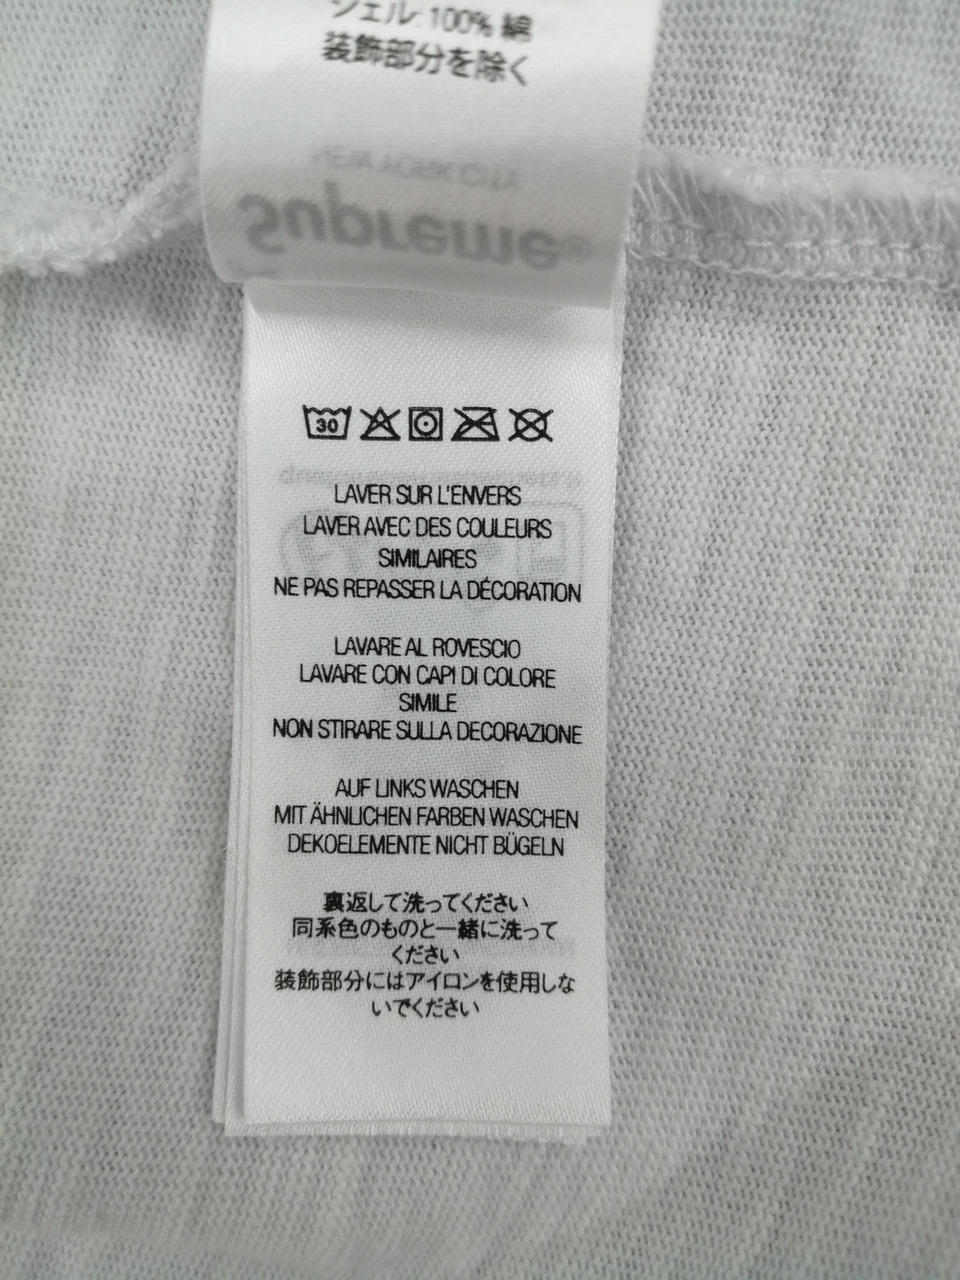 シェル: 100% 綿
装飾部分を除く
NEW YORK CITY
Supreme®
30
LAVER SUR L'ENVERS
LAVER AVEC DES COULEURS
SIMILAIRES
NE PAS REPASSER LA DÉCORATION
LAVARE AL ROVESCIO
LAVARE CON CAPI DI COLORE
SIMILE
NON STIRARE SULLA DECORAZIONE
AUF LINKS WASCHEN
MIT ÄHNLICHEN FARBEN WASCHEN
DEKOELEMENTE NICHT BÜGELN
裏返して洗ってください
同系色のものと一緒に洗って
ください
装飾部分にはアイロンを使用しな
いでください